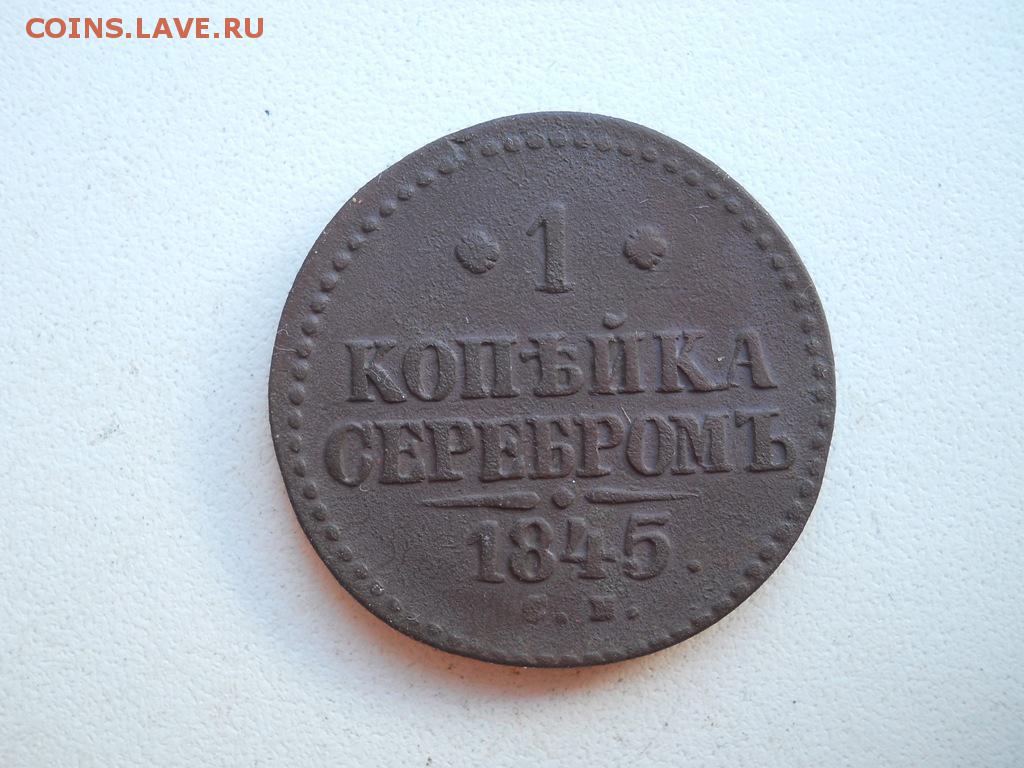 COINS.LAVE.RU
1
КОПѢЙКА
СЕРЕБРОМЪ
1845.
С.М.